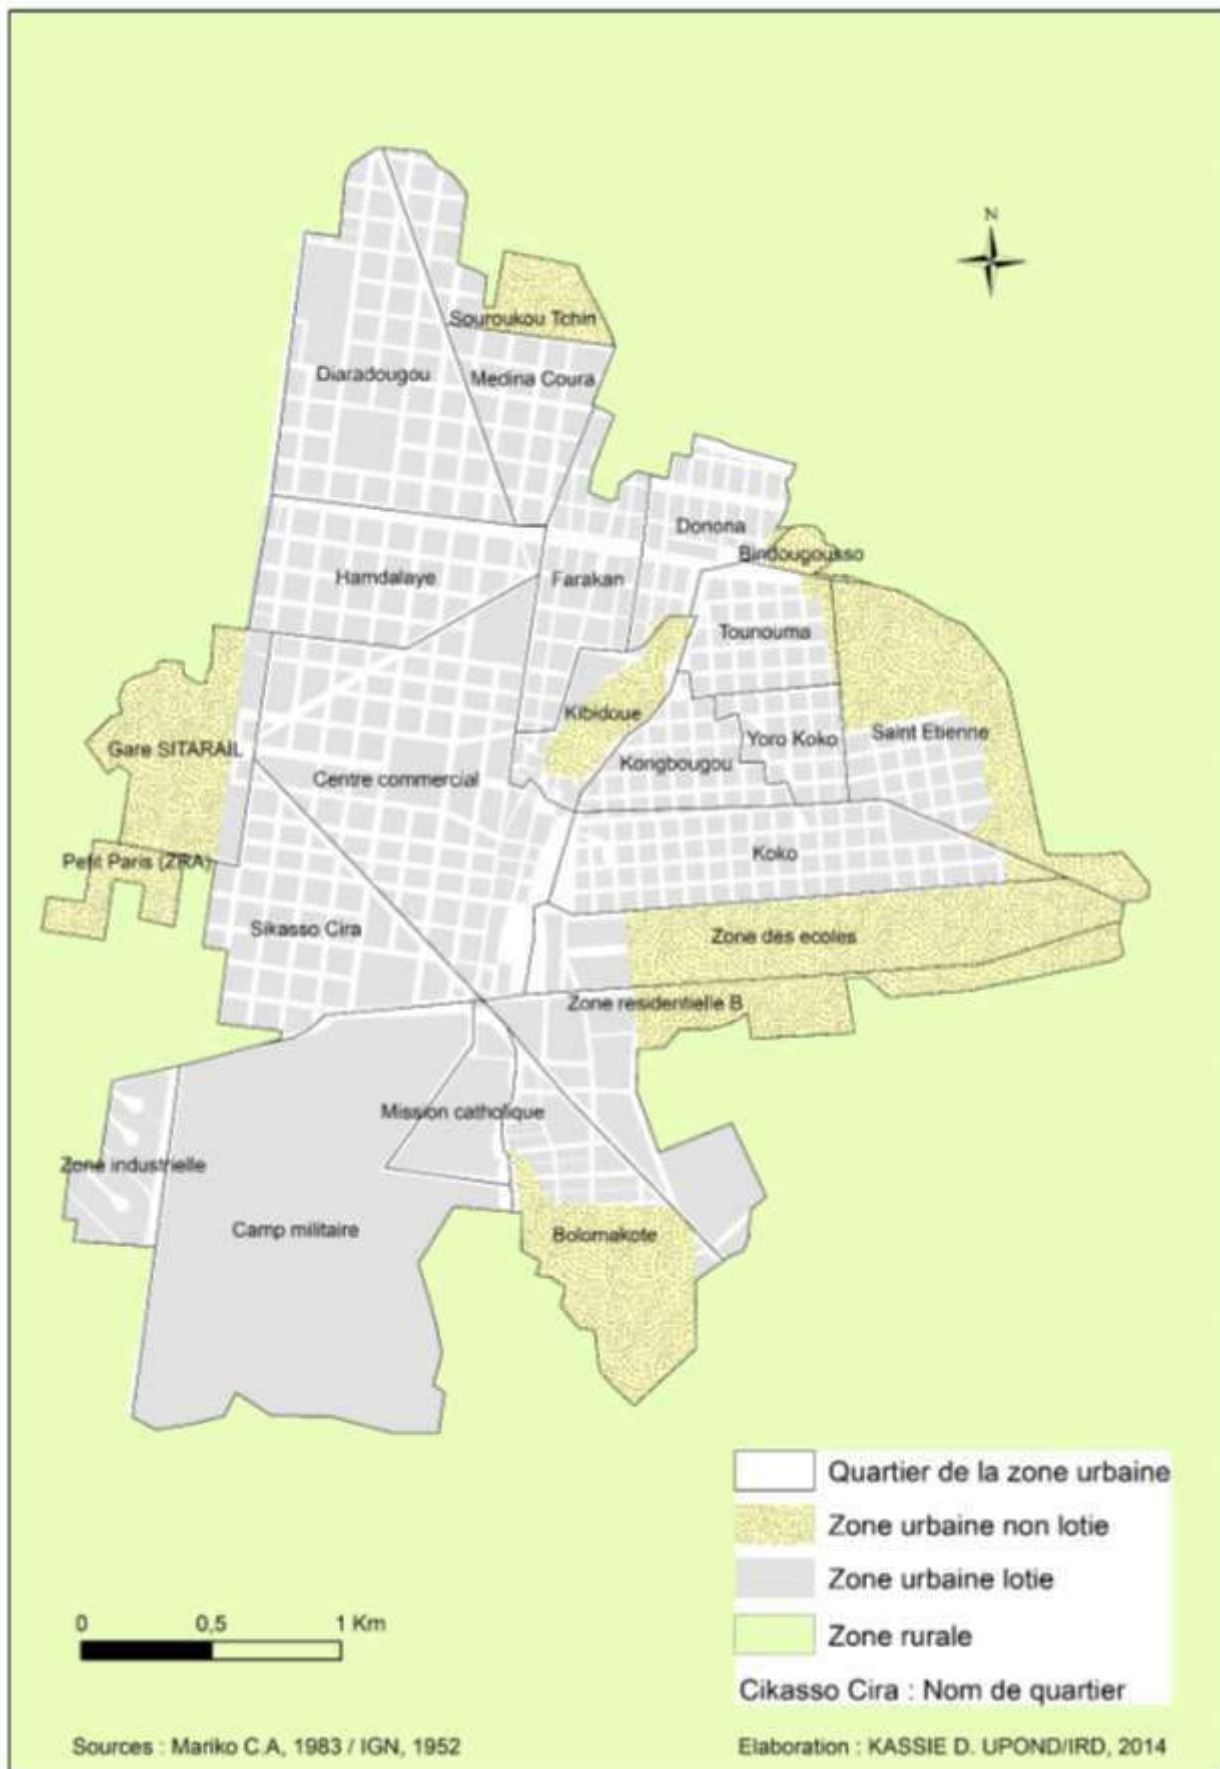 N
Souroukou Tchin
Diaradougou
Medina Coura
Donona
Bindougousso
Hamdalaye
Farakan
Tounouma
Kibidoue
Saint Etienne
Yoro Koko
Gare SITARAIL
Kongbougou
Centre commercial
Koko
Petit Paris (ZRA)
Sikasso Cira
Zone des ecoles
Zone residentielle B
Mission catholique
Zone industrielle
Camp militaire
Bolomakote
Quartier de la zone urbaine
Zone urbaine non lotie
Zone urbaine lotie
Zone rurale
Cikasso Cira : Nom de quartier
0 0,5 1 Km
Sources : Mariko C.A, 1983 / IGN, 1952
Elaboration : KASSIE D. UPOND/IRD, 2014